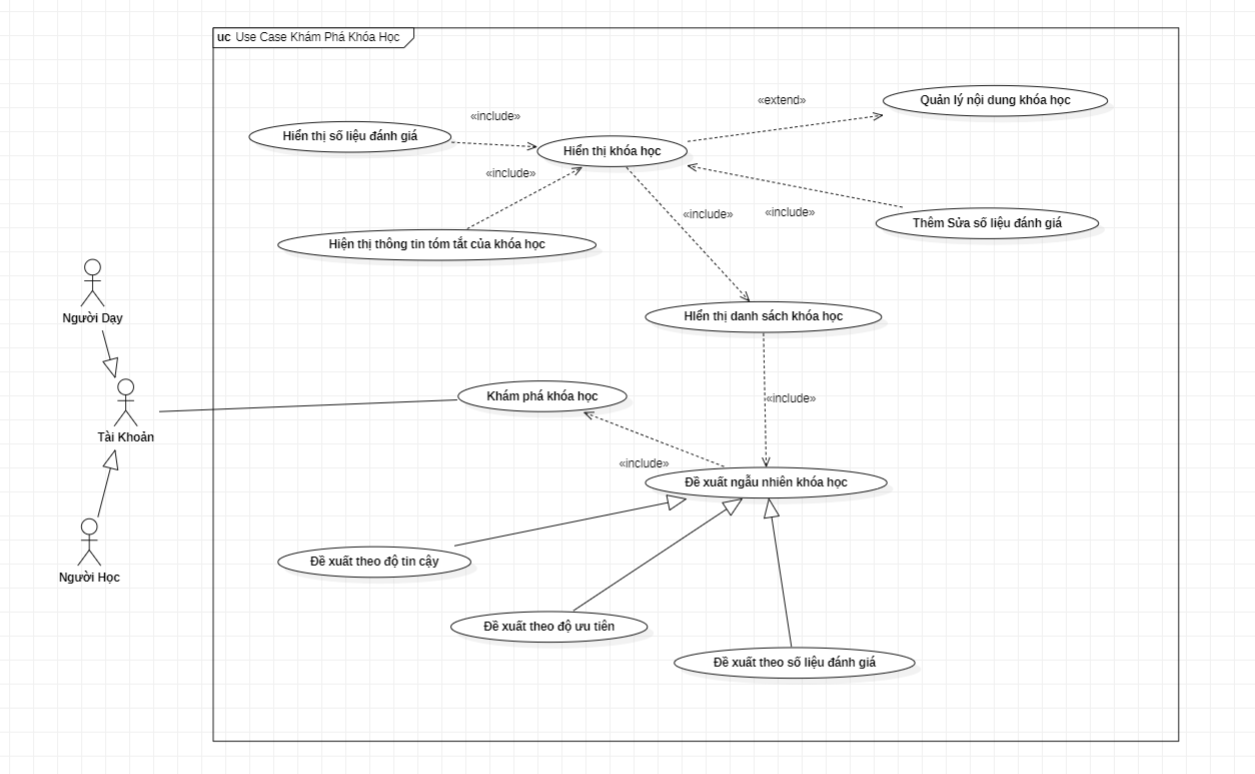 uc Use Case Khám Phá Khóa Học
«extend»
Quản lý nội dung khóa học
«include»
Hiển thị số liệu đánh giá
Hiển thị khóa học
«include»
«include»
«include»
Thêm Sửa số liệu đánh giá
Hiện thị thông tin tóm tắt của khóa học
Người Dạy
HIển thị danh sách khóa học
Khám phá khóa học
«include»
Tài Khoản
«include»
Đề xuất ngẫu nhiên khóa học
Đề xuất theo độ tin cậy
Người Học
Đề xuất theo độ ưu tiên
Đề xuất theo số liệu đánh giá